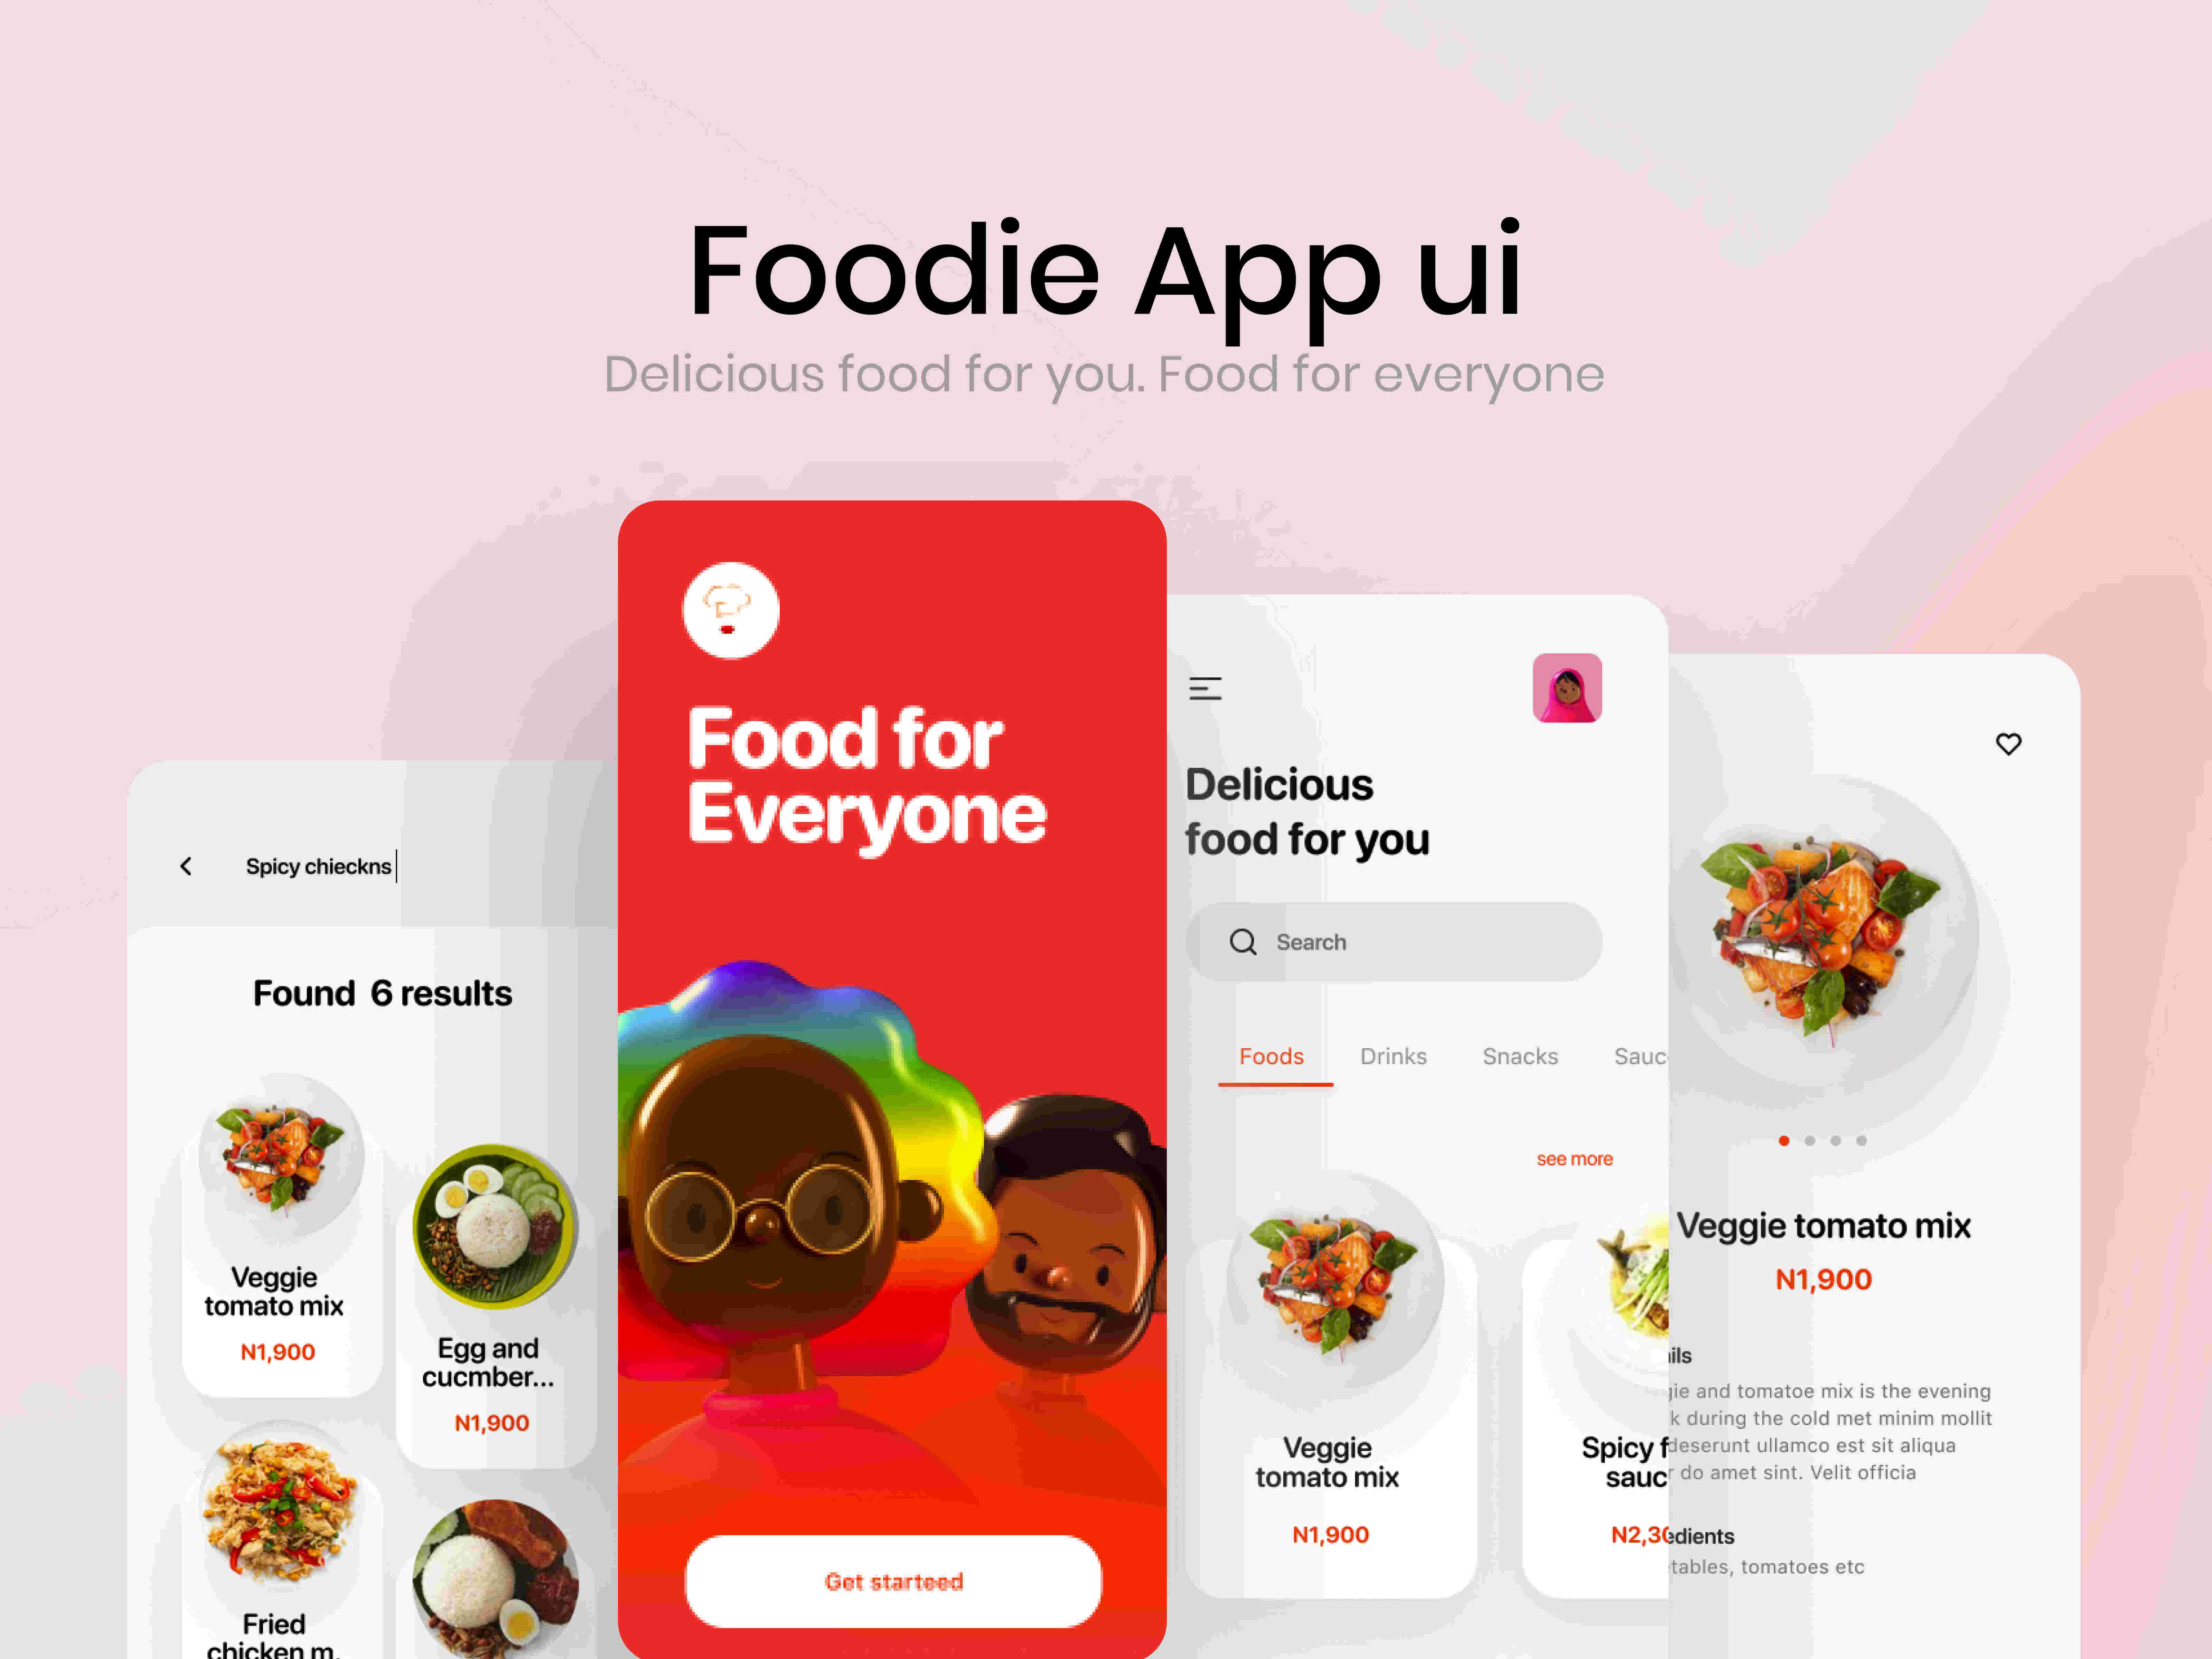 Foodie App ui
Delicious food for you. Food for everyone
Spicy chieckns
Found 6 results
Veggie
tomato mix
N1,900
Egg and
cucmber...
N1,900
Fried
chicken m.
Food for
Everyone
Get starteed
Delicious
food for you
Search
Foods Drinks Snacks Sauc
see more
Veggie
tomato mix
N1,900
Spicy f
sauc
N2,30
Veggie tomato mix
N1,900
ils
gie and tomatoe mix is the evening
k during the cold met minim mollit
deserunt ullamco est sit aliqua
r do amet sint. Velit officia
edients
tables, tomatoes etc